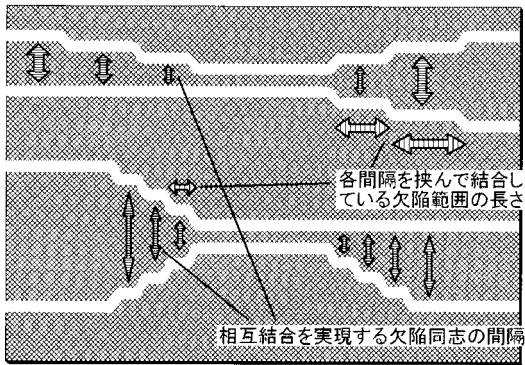 各間隔を挟んで結合し
ている欠陥範囲の長さ
相互結合を実現する欠陥同志の間隔